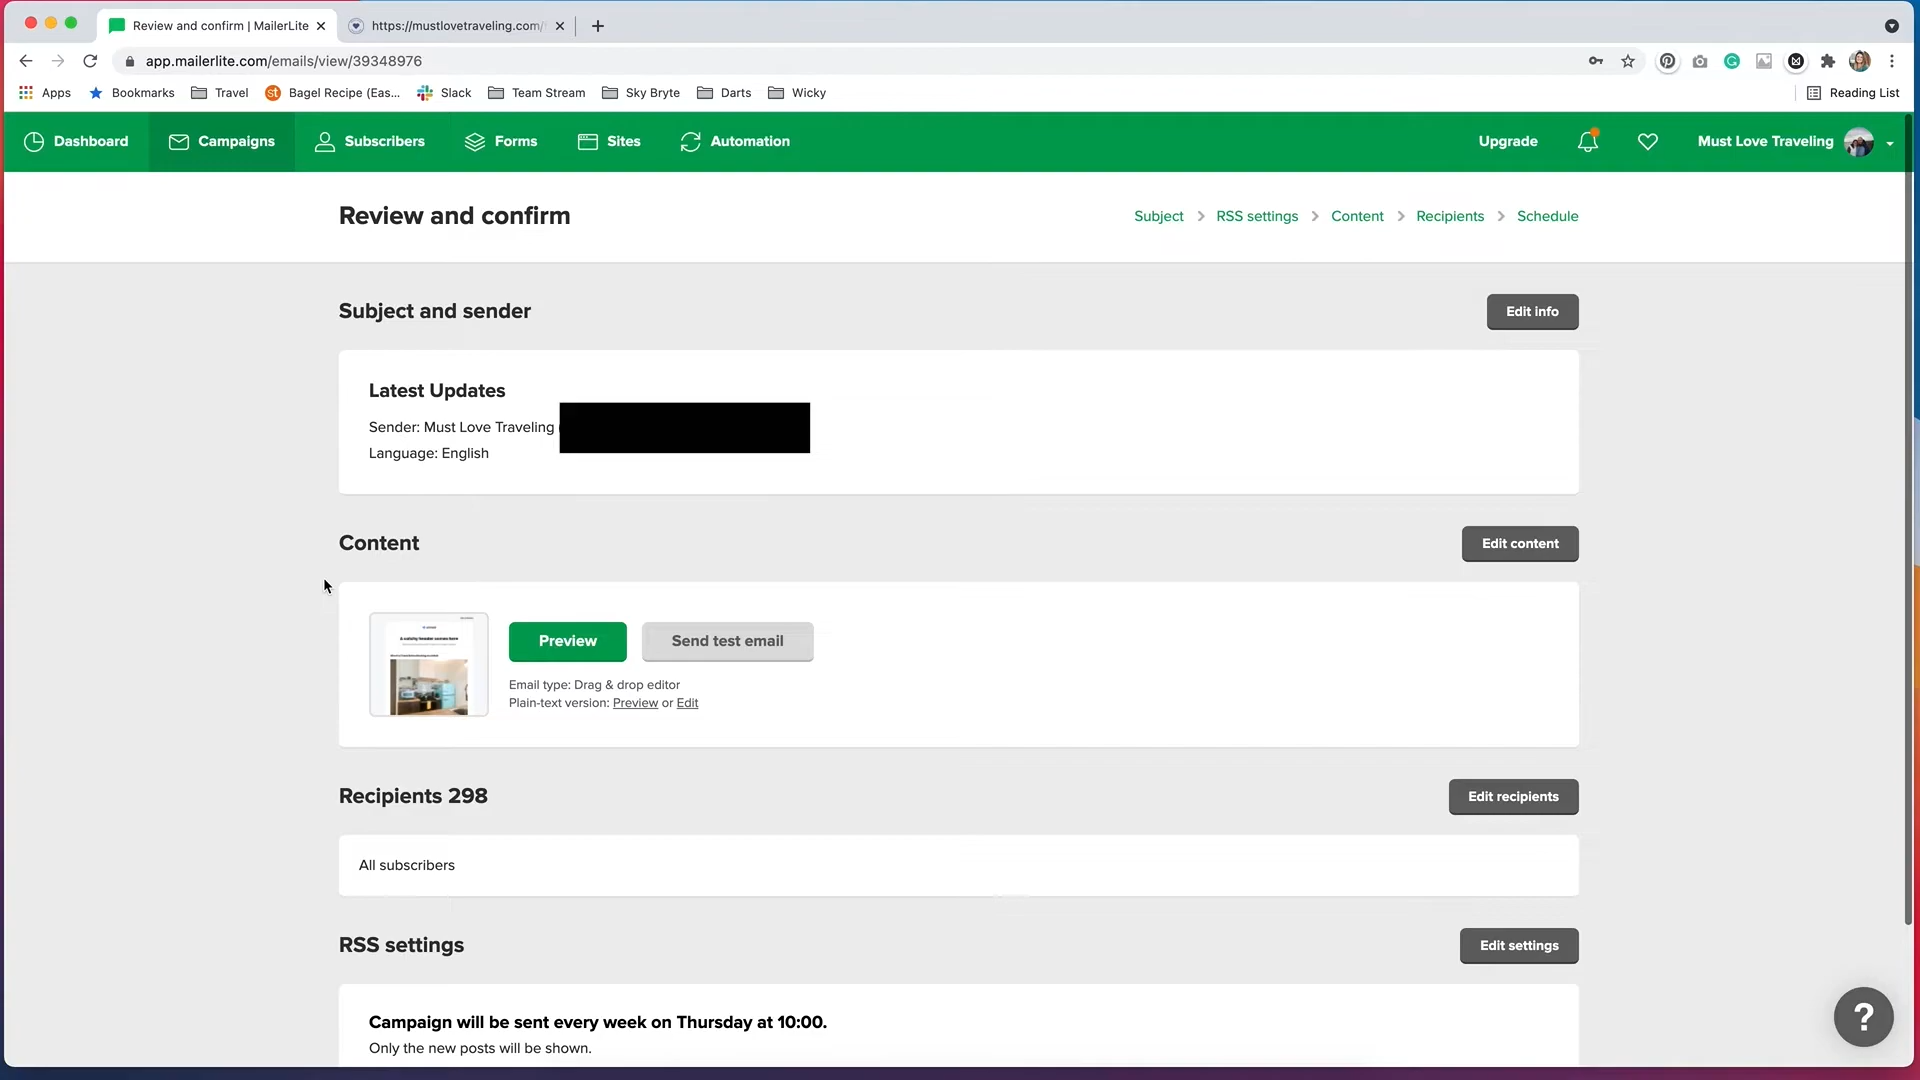 Review and confirm | MailerLite
https://mustlovetraveling.com/
app.mailerlite.com/emails/view/39348976
Apps
Bookmarks
Travel
Bagel Recipe (Eas...
Slack
Team Stream
Sky Bryte
Darts
Wicky
Reading List
Dashboard
Campaigns
Subscribers
Forms
Sites
Automation
Upgrade
Must Love Traveling
Review and confirm
Subject
RSS settings
Content
Recipients
Schedule
Subject and sender
Edit info
Latest Updates
Sender: Must Love Traveling
Language: English
Content
Edit content
Preview
Send test email
Email type: Drag & drop editor
Plain-text version: Preview or Edit
Recipients 298
Edit recipients
All subscribers
RSS settings
Edit settings
Campaign will be sent every week on Thursday at 10:00.
Only the new posts will be shown.
?